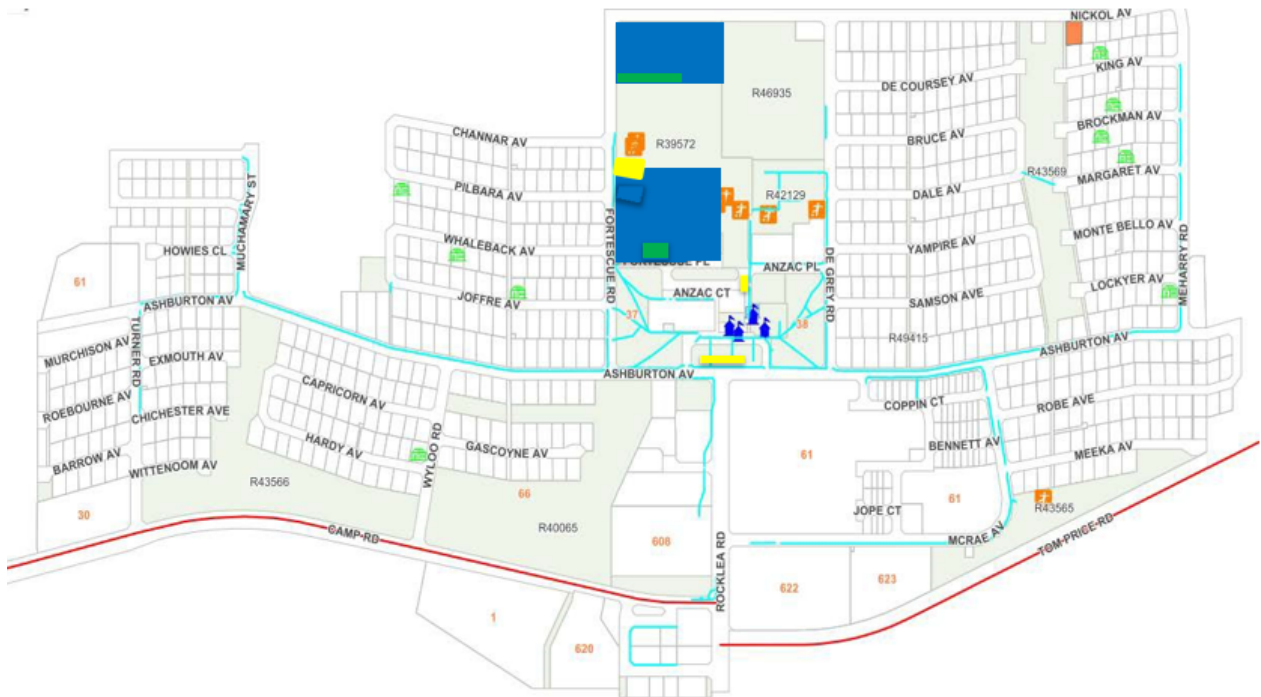 NICKOL AV
KING AV
DE COURSEY AV
R46935
BROCKMAN AV
CHANNAR AV
BRUCE AV
R39572
MARGARET AV
R43569
PILBARA AV
DALE AV
R42129
MUCHAMARY ST
FORTESCUE RD
MONTE BELLO AV
WHALEBACK AV
YAMPIRE AV
HOWIES CL
MEHARRY RD
DE GREY RD
ANZAC PL
61
LOCKYER AV
ANZAC CT
JOFFRE AV
SAMSON AVE
ASHBURTON AV
37
38
R49415
TURNER RD
ASHBURTON AV
MURCHISON AV
EXMOUTH AV
ASHBURTON AV
CAPRICORN AV
COPPIN CT
ROBE AVE
ROEBOURNE AV
CHICHESTER AVE
HARDY AV
WYLOO RD
GASCOYNE AV
BENNETT AV
MEEKA AV
BARROW AV
WITTENOOM AV
61
R43566
66
61
R43565
30
R40065
JOPE CT
CAMP RD
608
MCRAE AV
TOM PRICE RD
ROCKLEA RD
622
623
1
620